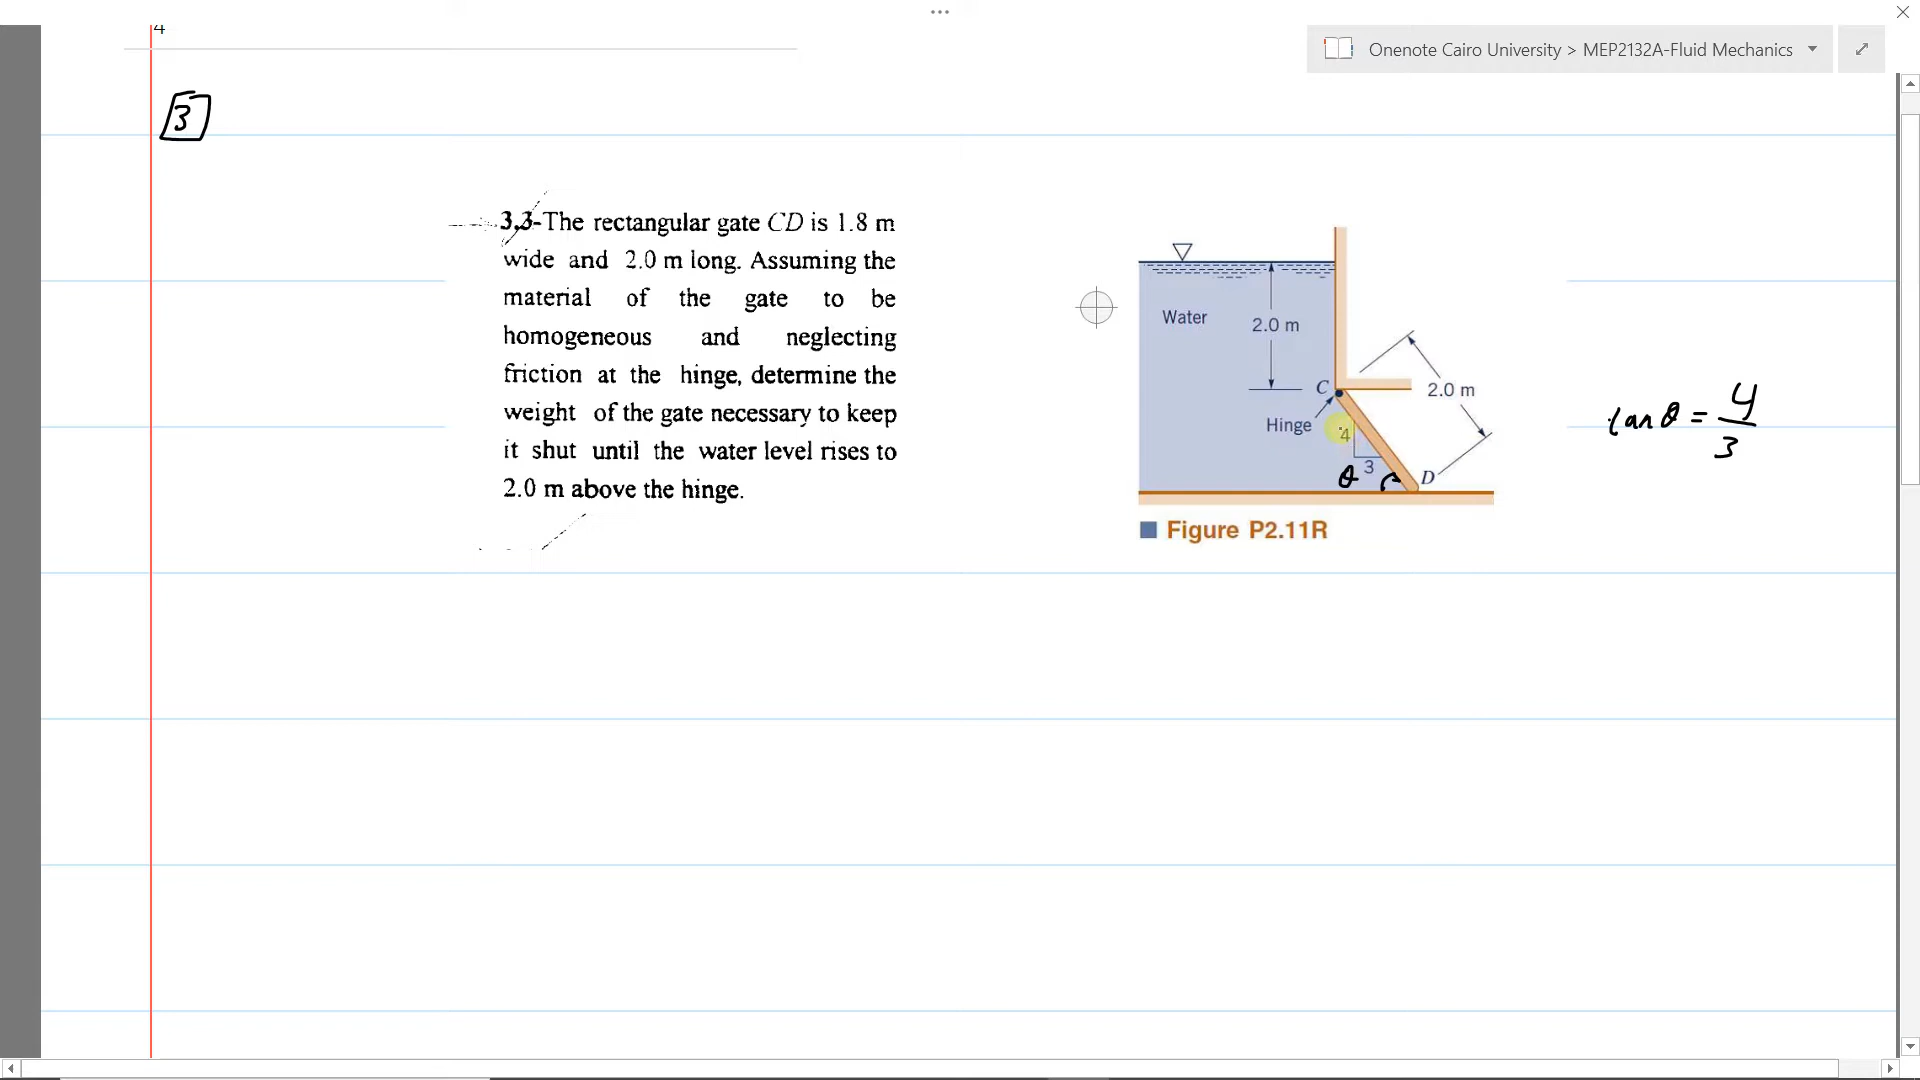 4
Onenote Cairo University > MEP2132A-Fluid Mechanics
3
3.3-The rectangular gate CD is 1.8 m
wide and 2.0 m long. Assuming the
material of the gate to be
homogeneous and neglecting
friction at the hinge, determine the
weight of the gate necessary to keep
it shut until the water level rises to
2.0 m above the hinge.
Water
2.0 m
C
2.0 m
Hinge
4
3
θ
D
Figure P2.11R
tan θ = 4/3